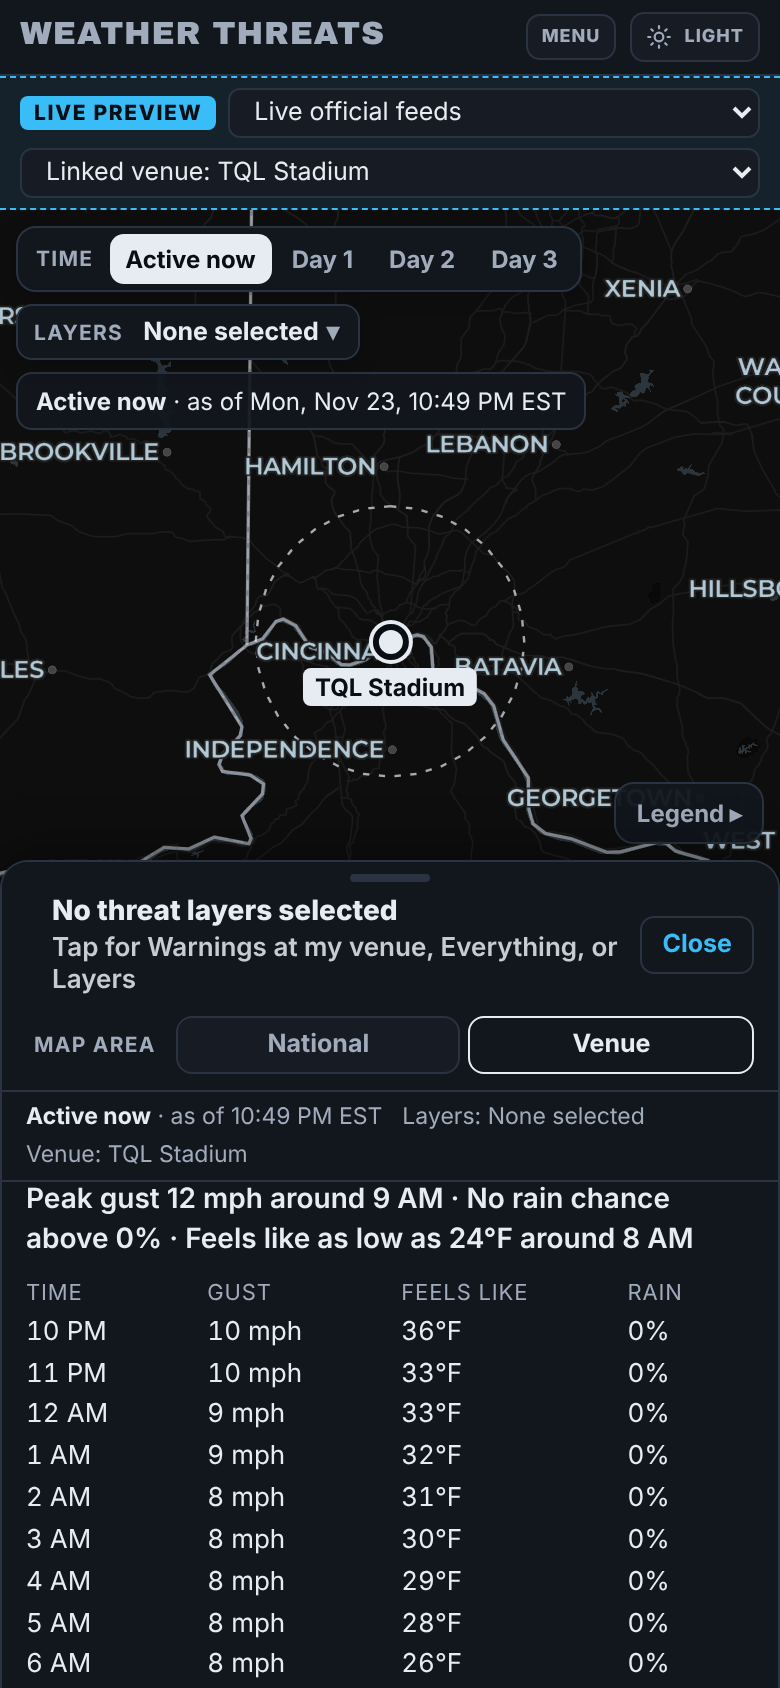 WEATHER THREATS
MENU
LIGHT
LIVE PREVIEW
Live official feeds
Linked venue: TQL Stadium
TIME
Active now
Day 1
Day 2
Day 3
XENIA
LAYERS
None selected ▾
Active now · as of Mon, Nov 23, 10:49 PM EST
BROOKVILLE
HAMILTON
LEBANON
CINCINNA
BATAVIA
TQL Stadium
INDEPENDENCE
GEORGETOWN
Legend ▸
WEST
No threat layers selected
Tap for Warnings at my venue, Everything, or
Layers
Close
MAP AREA
National
Venue
Active now · as of 10:49 PM EST Layers: None selected
Venue: TQL Stadium
Peak gust 12 mph around 9 AM · No rain chance
above 0% · Feels like as low as 24°F around 8 AM
TIME GUST FEELS LIKE RAIN
10 PM 10 mph 36°F 0%
11 PM 10 mph 33°F 0%
12 AM 9 mph 33°F 0%
1 AM 9 mph 32°F 0%
2 AM 8 mph 31°F 0%
3 AM 8 mph 30°F 0%
4 AM 8 mph 29°F 0%
5 AM 8 mph 28°F 0%
6 AM 8 mph 26°F 0%